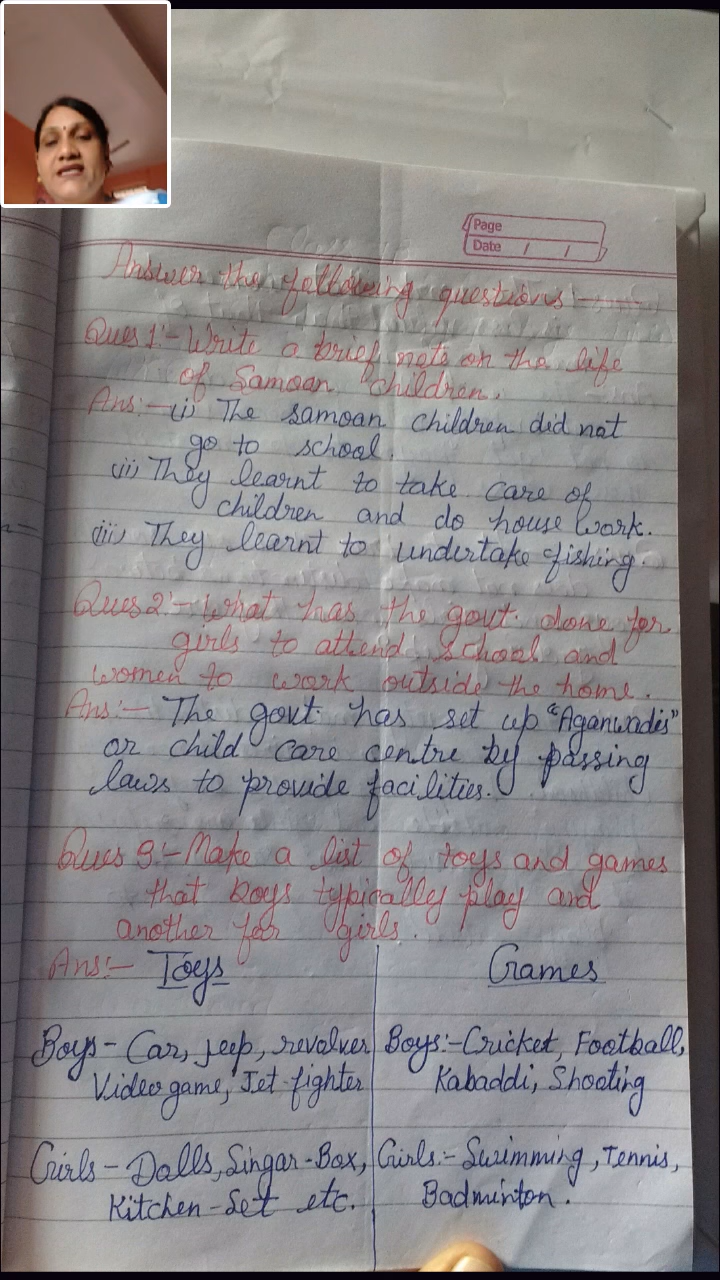 Page
Date / /
Answer the following questions:-
Ques 1:- Write a brief note on the life
of Samoan children.
Ans:- (i) The samoan children did not
go to school.
(ii) They learnt to take care of
children and do house work.
(iii) They learnt to undertake fishing.
Ques 2:- What has the govt. done for
girls to attend school and
women to work outside the home.
Ans:- The govt. has set up "Aganwadis"
or child care centre by passing
laws to provide facilities.
Ques 3:- Make a list of toys and games
that boys typically play and
another for girls.
Ans:- Toys Games
Boys - Car, jeep, revolver Boys:- Cricket, Football,
Video game, Jet fighter Kabaddi, Shooting
Girls - Dolls, Singar-Box, Girls:- Swimming, Tennis,
Kitchen-Set etc. Badminton.